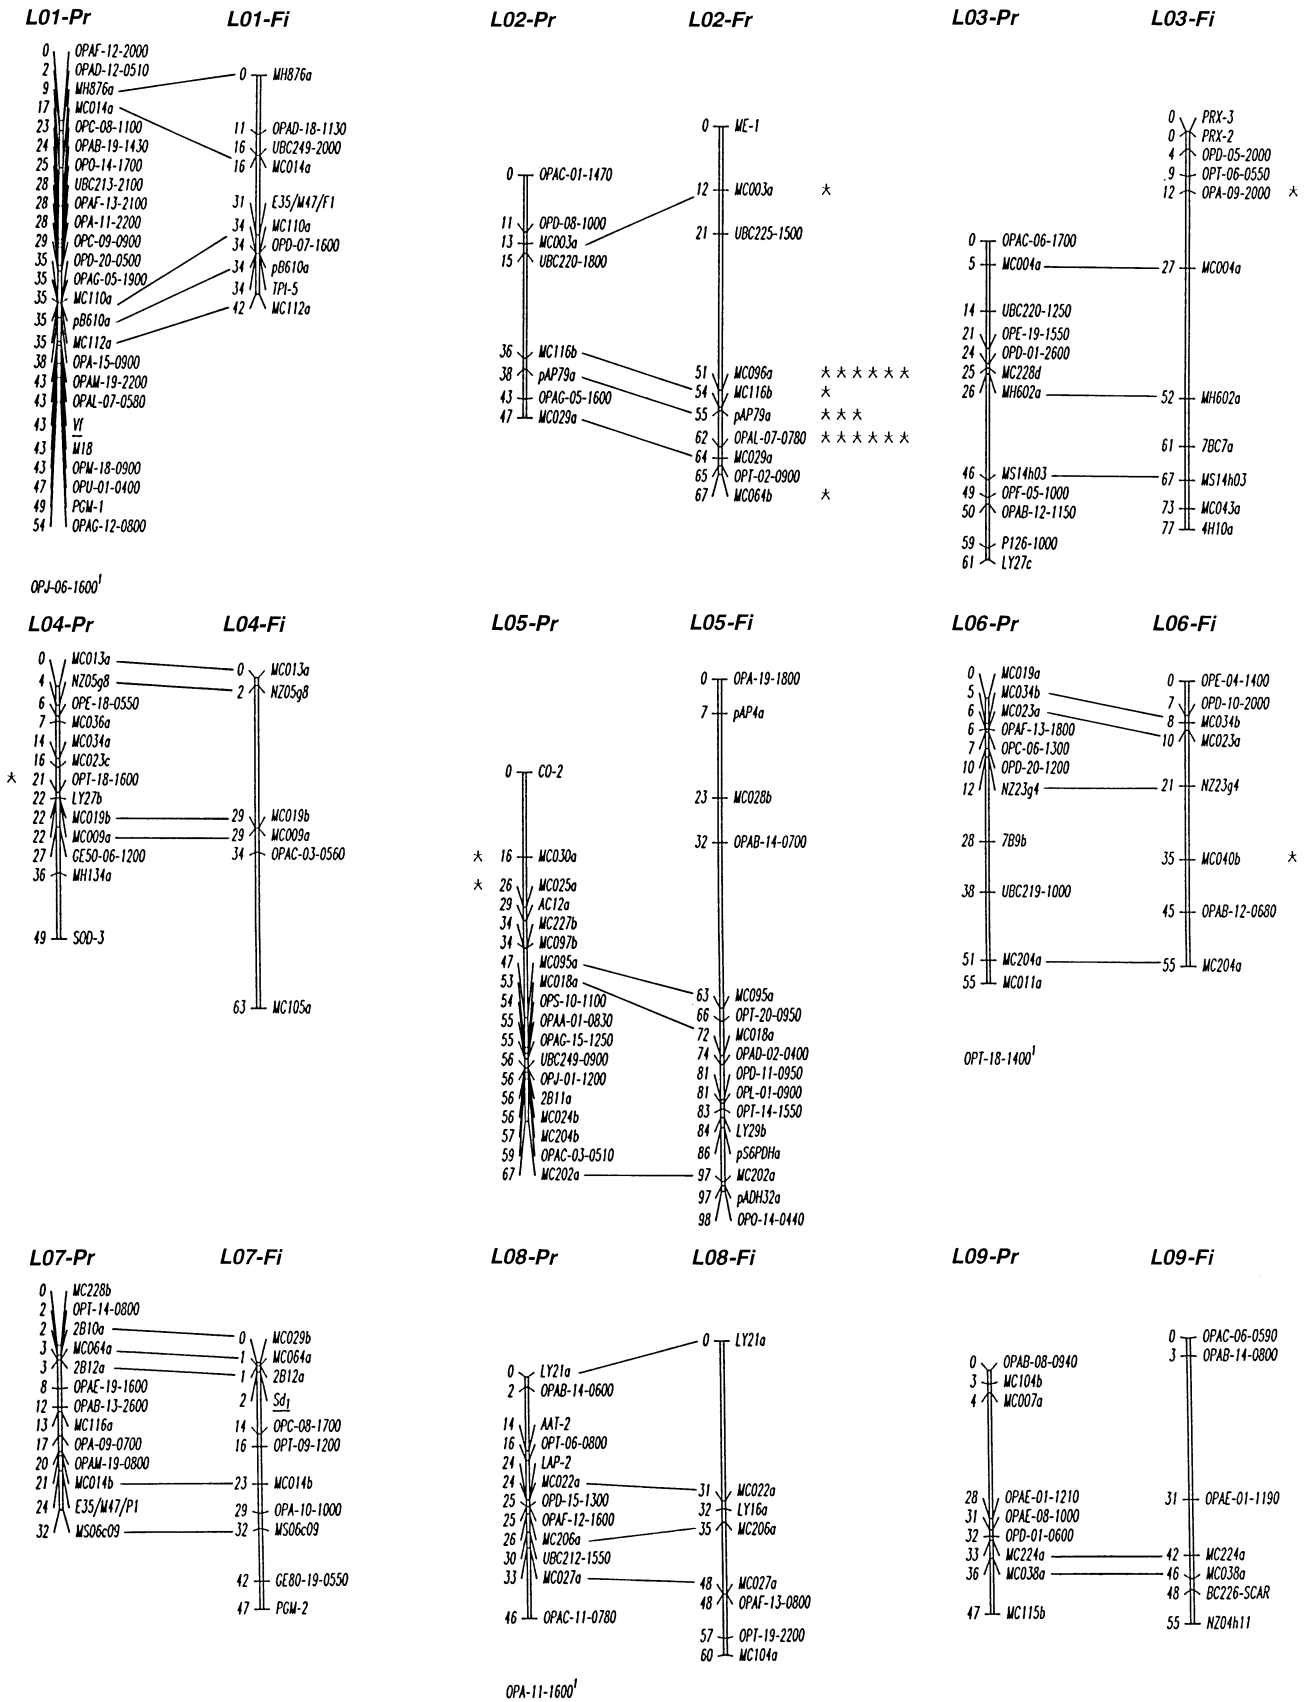 L01-Pr
0 OPAF-12-2000
2 OPAD-12-0510
9 MH876a
17 MC014a
23 OPC-08-1100
24 OPAB-19-1430
25 OPO-14-1700
28 UBC213-2100
28 OPAF-13-2100
28 OPA-11-2200
29 OPC-09-0900
35 OPD-20-0500
35 OPAG-05-1900
35 MC110a
35 pB610a
35 MC112a
38 OPA-15-0900
43 OPAM-19-2200
43 OPAL-07-0580
43 Vf
43 M18
43 OPM-18-0900
47 OPU-01-0400
49 PGM-1
54 OPAG-12-0800
OPJ-06-1600¹
L01-Fi
0 MH876a
11 OPAD-18-1130
16 UBC249-2000
16 MC014a
31 E35/M47/F1
34 MC110a
34 OPD-07-1600
34 pB610a
34 TPI-5
42 MC112a
L02-Pr
0 OPAC-01-1470
11 OPD-08-1000
13 MC003a
15 UBC220-1800
36 MC116b
38 pAP79a
43 OPAG-05-1600
47 MC029a
L02-Fr
0 ME-1
12 MC003a *
21 UBC225-1500
51 MC096a * * * * * *
54 MC116b *
55 pAP79a * * *
62 OPAL-07-0780 * * * * * *
64 MC029a
65 OPT-02-0900
67 MC064b *
L03-Pr
0 OPAC-06-1700
5 MC004a
14 UBC220-1250
21 OPE-19-1550
24 OPD-01-2600
25 MC228d
26 MH602a
46 MS14h03
49 OPF-05-1000
50 OPAB-12-1150
59 P126-1000
61 LY27c
L03-Fi
0 PRX-3
0 PRX-2
4 OPD-05-2000
9 OPT-06-0550
12 OPA-09-2000 *
27 MC004a
52 MH602a
61 7BC7a
67 MS14h03
73 MC043a
77 4H10a
L04-Pr
0 MC013a
4 NZ05g8
6 OPE-18-0550
7 MC036a
14 MC034a
16 MC023c
* 21 OPT-18-1600
22 LY27b
22 MC019b
22 MC009a
27 GE50-06-1200
36 MH134a
49 SOD-3
L04-Fi
0 MC013a
2 NZ05g8
29 MC019b
29 MC009a
34 OPAC-03-0560
63 MC105a
L05-Pr
0 CO-2
* 16 MC030a
* 26 MC025a
29 AC12a
34 MC227b
34 MC097b
47 MC095a
53 MC018a
54 OPS-10-1100
55 OPAA-01-0830
55 OPAG-15-1250
56 UBC249-0900
56 OPJ-01-1200
56 2B11a
56 MC024b
57 MC204b
59 OPAC-03-0510
67 MC202a
L05-Fi
0 OPA-19-1800
7 pAP4a
23 MC028b
32 OPAB-14-0700
63 MC095a
66 OPT-20-0950
72 MC018a
74 OPAD-02-0400
81 OPD-11-0950
81 OPL-01-0900
83 OPT-14-1550
84 LY29b
86 pS6PDHa
97 MC202a
97 pADH32a
98 OPO-14-0440
L06-Pr
0 MC019a
5 MC034b
6 MC023a
6 OPAF-13-1800
7 OPC-06-1300
10 OPD-20-1200
12 NZ23g4
28 7B9b
38 UBC219-1000
51 MC204a
55 MC011a
OPT-18-1400¹
L06-Fi
0 OPE-04-1400
7 OPD-10-2000
8 MC034b
10 MC023a
21 NZ23g4
35 MC040b *
45 OPAB-12-0680
55 MC204a
L07-Pr
0 MC228b
2 OPT-14-0800
2 2B10a
3 MC064a
3 2B12a
8 OPAE-19-1600
12 OPAB-13-2600
13 MC116a
17 OPA-09-0700
20 OPAM-19-0800
21 MC014b
24 E35/M47/P1
32 MS06c09
L07-Fi
0 MC029b
1 MC064a
1 2B12a
2 Sd₁
14 OPC-08-1700
16 OPT-09-1200
23 MC014b
29 OPA-10-1000
32 MS06c09
42 GE80-19-0550
47 PGM-2
L08-Pr
0 LY21a
2 OPAB-14-0600
14 AAT-2
16 OPT-06-0800
24 LAP-2
24 MC022a
25 OPD-15-1300
25 OPAF-12-1600
26 MC206a
30 UBC212-1550
33 MC027a
46 OPAC-11-0780
OPA-11-1600¹
L08-Fi
0 LY21a
31 MC022a
32 LY16a
35 MC206a
48 MC027a
48 OPAF-13-0800
57 OPT-19-2200
60 MC104a
L09-Pr
0 OPAB-08-0940
3 MC104b
4 MC007a
28 OPAE-01-1210
31 OPAE-08-1000
32 OPD-01-0600
33 MC224a
36 MC038a
47 MC115b
L09-Fi
0 OPAC-06-0590
3 OPAB-14-0800
31 OPAE-01-1190
42 MC224a
46 MC038a
48 BC226-SCAR
55 NZ04h11